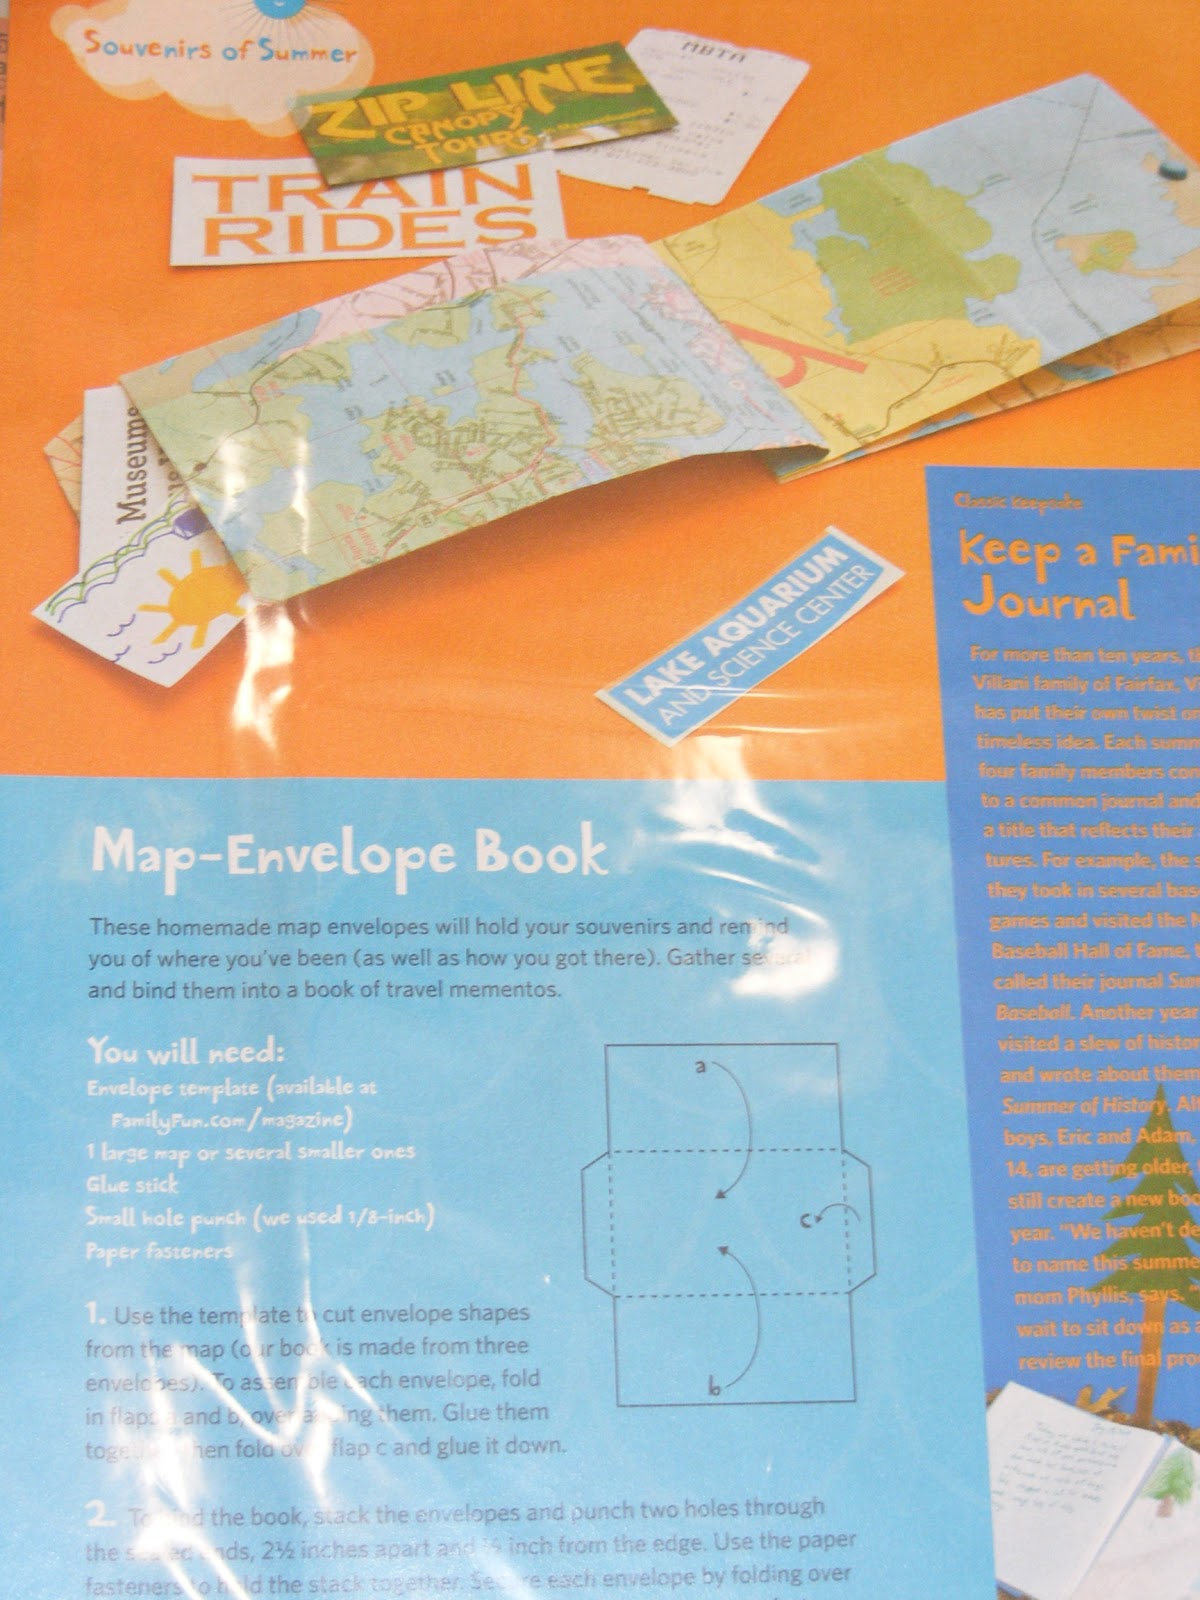 Souvenirs of Summer
ZIP LINE
CANOPY
TOURS
MBTA
TRAIN
RIDES
Museums
LAKE AQUARIUM
AND SCIENCE CENTER
Map-Envelope Book
These homemade map envelopes will hold your souvenirs and remind
you of where you've been (as well as how you got there). Gather several
and bind them into a book of travel mementos.
You will need:
Envelope template (available at
FamilyFun.com/magazine)
1 large map or several smaller ones
Glue stick
Small hole punch (we used 1/8-inch)
Paper fasteners
a
c
b
1. Use the template to cut envelope shapes
from the map (our book is made from three
envelopes). To assemble each envelope, fold
in flaps a and b, overlapping them. Glue them
together, then fold over flap c and glue it down.
2. To bind the book, stack the envelopes and punch two holes through
the sealed ends, 2½ inches apart and inch from the edge. Use the paper
fasteners to hold the stack together. Secure each envelope by folding over
Classic Keepsake
Keep a Fami
Journal
For more than ten years, t
Villani family of Fairfax, V
has put their own twist o
timeless idea. Each summ
four family members con
to a common journal and
a title that reflects their
tures. For example, the s
they took in several bas
games and visited the
Baseball Hall of Fame, t
called their journal Sum
Baseball. Another year
visited a slew of histor
and wrote about them
Summer of History. Al
boys, Eric and Adam,
14, are getting older,
still create a new boo
year. "We haven't de
to name this summe
mom Phyllis, says. "
wait to sit down as a
review the final pro